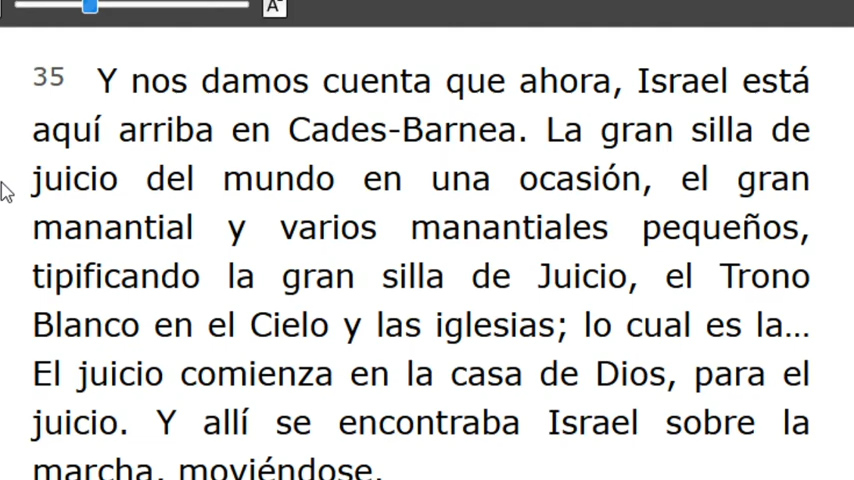 A
35 Y nos damos cuenta que ahora, Israel está
aquí arriba en Cades-Barnea. La gran silla de
juicio del mundo en una ocasión, el gran
manantial y varios manantiales pequeños,
tipificando la gran silla de Juicio, el Trono
Blanco en el Cielo y las iglesias; lo cual es la...
El juicio comienza en la casa de Dios, para el
juicio. Y allí se encontraba Israel sobre la
marcha, moviéndose.